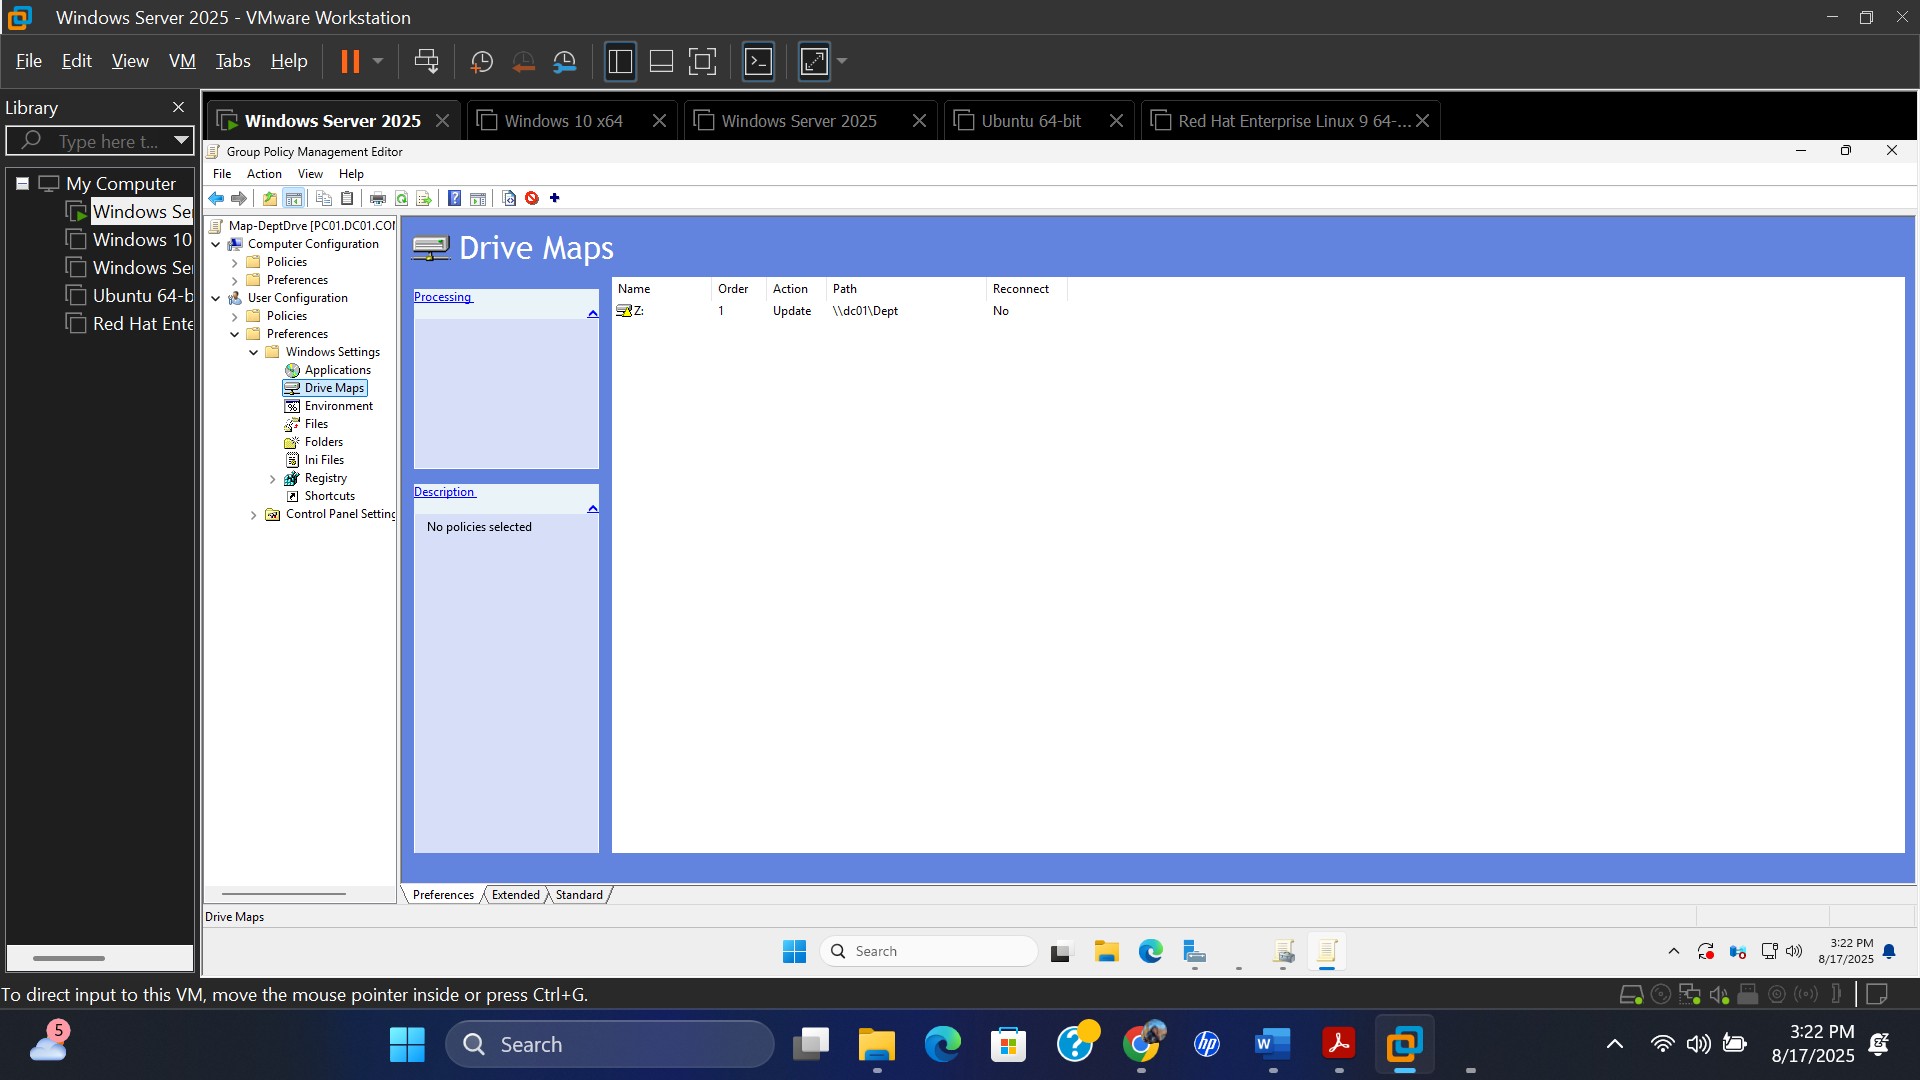 Windows Server 2025 - VMware Workstation
File Edit View VM Tabs Help
Library
Type here t...
My Computer
Windows Ser
Windows 10
Windows Ser
Ubuntu 64-b
Red Hat Ente
Windows Server 2025
Windows 10 x64
Windows Server 2025
Ubuntu 64-bit
Red Hat Enterprise Linux 9 64-...
Group Policy Management Editor
File Action View Help
Map-DeptDrve [PC01.DC01.COI
Computer Configuration
Policies
Preferences
User Configuration
Policies
Preferences
Windows Settings
Applications
Drive Maps
Environment
Files
Folders
Ini Files
Registry
Shortcuts
Control Panel Setting
Drive Maps
Processing
Description
No policies selected
Name Order Action Path Reconnect
Z: 1 Update \\dc01\Dept No
Preferences Extended Standard
Drive Maps
Search
3:22 PM
8/17/2025
To direct input to this VM, move the mouse pointer inside or press Ctrl+G.
5
Search
hp
W
3:22 PM
8/17/2025